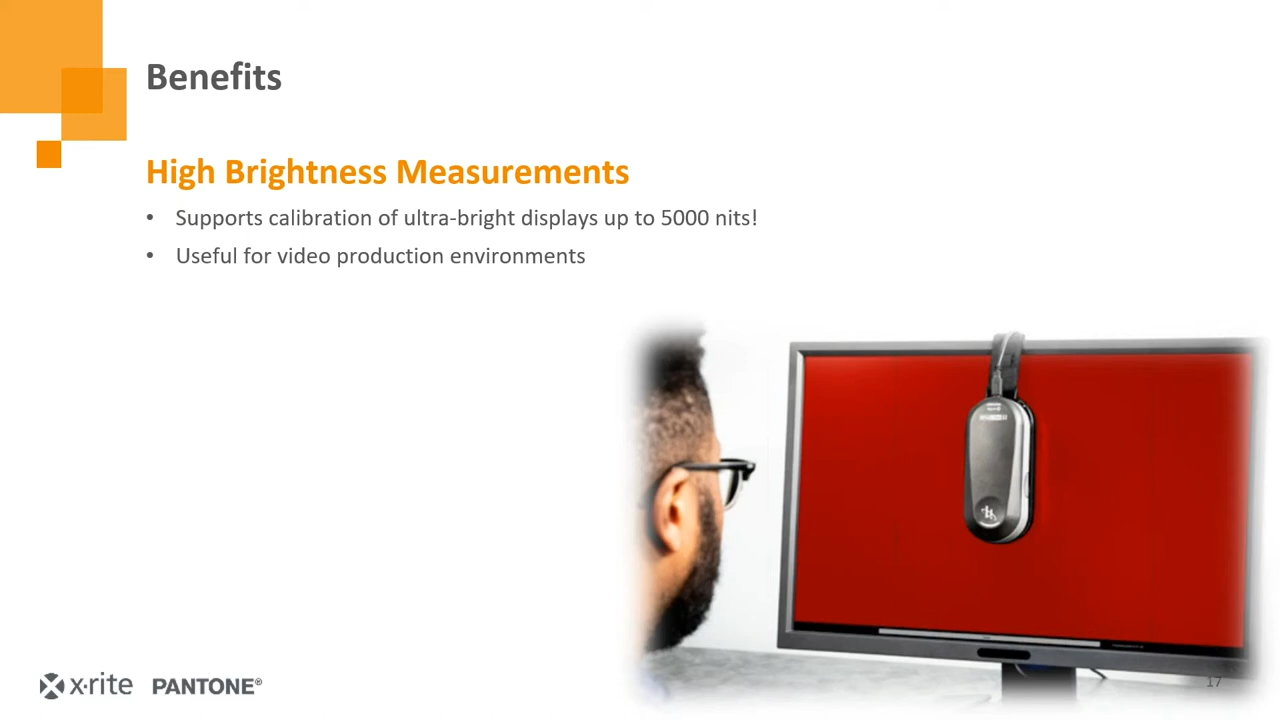 Benefits
High Brightness Measurements
• Supports calibration of ultra-bright displays up to 5000 nits!
• Useful for video production environments
x·rite PANTONE®
17